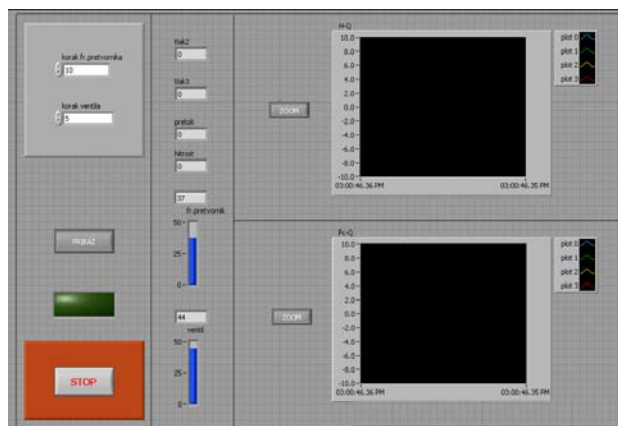 korak fr.pretvornika
10
korak ventila
5
PRIKAZ
STOP
tlak2
0
tlak3
0
pretok
0
hitrost
0
37
fr.pretvornik
50-
25-
0-
44
ventil
50-
25-
0-
ZOOM
H-Q
10.0-
8.0-
6.0-
4.0-
2.0-
0.0-
-2.0-
-4.0-
-6.0-
-8.0-
-10.0-
03:00:46.36 PM
03:00:46.35 PM
plot 0
plot 1
plot 2
plot 3
ZOOM
Pc-Q
10.0-
8.0-
6.0-
4.0-
2.0-
0.0-
-2.0-
-4.0-
-6.0-
-8.0-
-10.0-
03:00:46.36 PM
03:00:46.35 PM
plot 0
plot 1
plot 2
plot 3